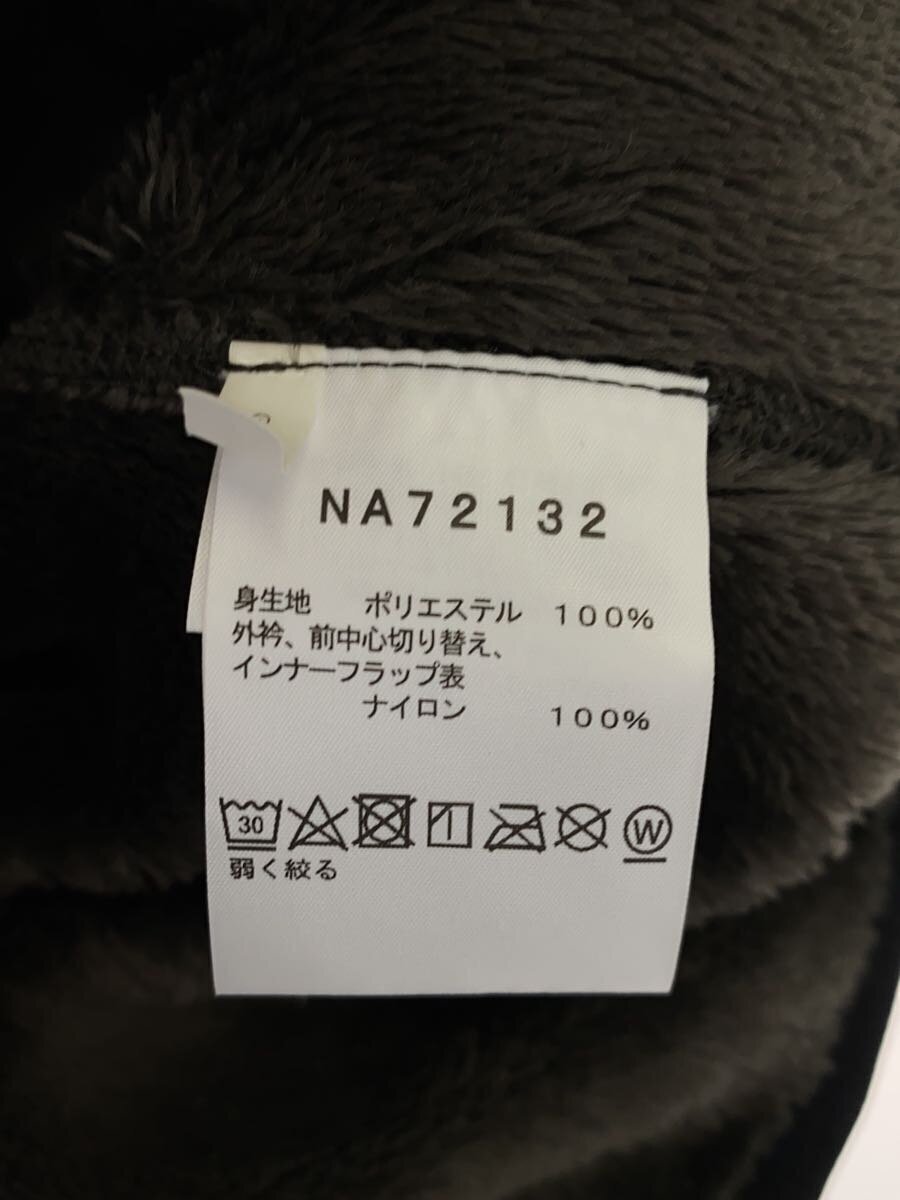 NA72132
身生地 ポリエステル 100%
外衿、前中心切り替え、
インナーフラップ表
ナイロン 100%
30 W
弱く絞る